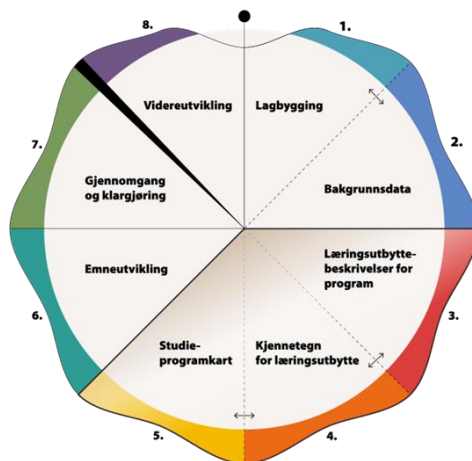 1.
Lagbygging
2.
Bakgrunnsdata
3.
Læringsutbytte-
beskrivelser for
program
4.
Kjennetegn
for læringsutbytte
5.
Studie-
programkart
6.
Emneutvikling
7.
Gjennomgang
og klargjøring
8.
Videreutvikling